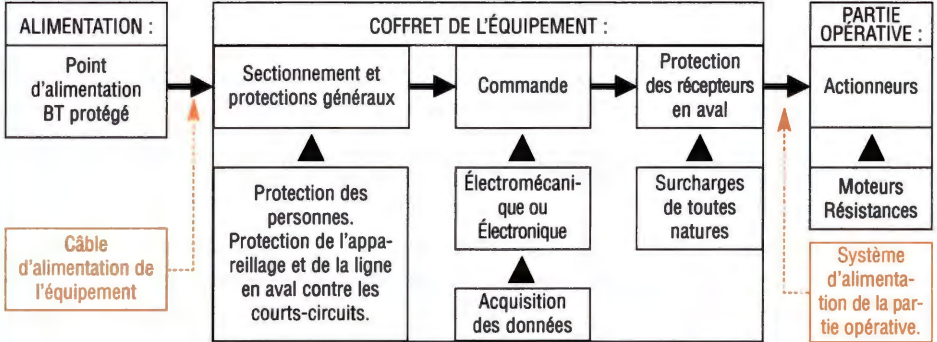 ALIMENTATION :
Point
d'alimentation
BT protégé
Câble
d'alimentation de
l'équipement
COFFRET DE L'ÉQUIPEMENT :
Sectionnement et
protections généraux
Protection des
personnes.
Protection de l'appa-
reillage et de la ligne
en aval contre les
courts-circuits.
Commande
Électromécani-
que ou
Électronique
Acquisition
des données
Protection
des récepteurs
en aval
Surcharges
de toutes
natures
PARTIE
OPÉRATIVE :
Actionneurs
Moteurs
Résistances
Système
d'alimenta-
tion de la par-
tie opérative.